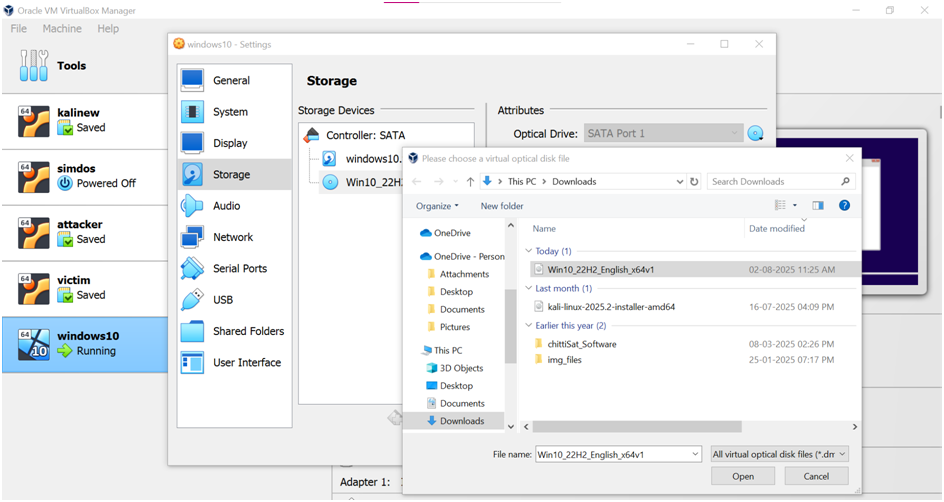 Oracle VM VirtualBox Manager
File Machine Help
Tools
64
kalinew
Saved
64
simdos
Powered Off
64
attacker
Saved
64
victim
Saved
64
10
windows10
Running
windows10 - Settings
General
System
Display
Storage
Audio
Network
Serial Ports
USB
Shared Folders
User Interface
Storage
Storage Devices
Controller: SATA
windows10.
Win10_22H2
Attributes
Optical Drive: SATA Port 1
Adapter 1:
Please choose a virtual optical disk file
This PC > Downloads
Search Downloads
Organize New folder
OneDrive
OneDrive - Person
Attachments
Desktop
Documents
Pictures
This PC
3D Objects
Desktop
Documents
Downloads
Name Date modified
Today (1)
Win10_22H2_English_x64v1 02-08-2025 11:25 AM
Last month (1)
kali-linux-2025.2-installer-amd64 16-07-2025 04:09 PM
Earlier this year (2)
chittiSat_Software 08-03-2025 02:26 PM
img_files 25-01-2025 07:17 PM
File name: Win10_22H2_English_x64v1 All virtual optical disk files (*.dm
Open Cancel